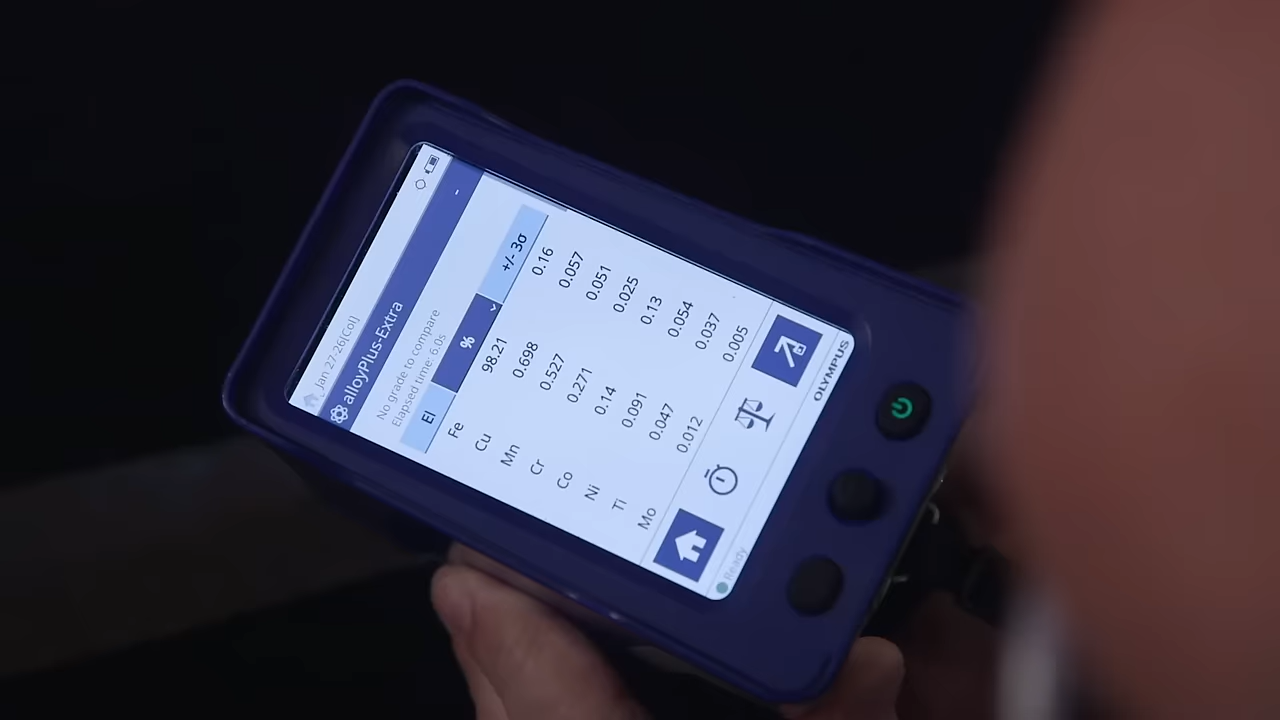 Jan 27-26[Col]
alloyPlus-Extra -
No grade to compare
Elapsed time: 6.0s
El % +/- 3σ
Fe 98.21 0.16
Cu 0.698 0.057
Mn 0.527 0.051
Cr 0.271 0.025
Co 0.14 0.13
Ni 0.091 0.054
Ti 0.047 0.037
Mo 0.012 0.005
Ready
OLYMPUS